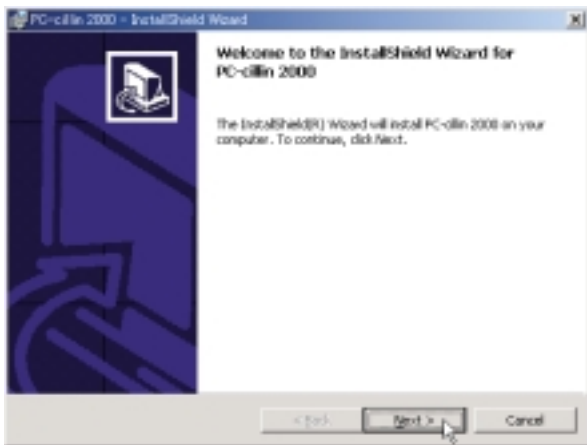 PC-cillin 2000 - InstallShield Wizard
Welcome to the InstallShield Wizard for
PC-cillin 2000
The InstallShield(R) Wizard will install PC-cillin 2000 on your
computer. To continue, click Next.
< Back
Next >
Cancel